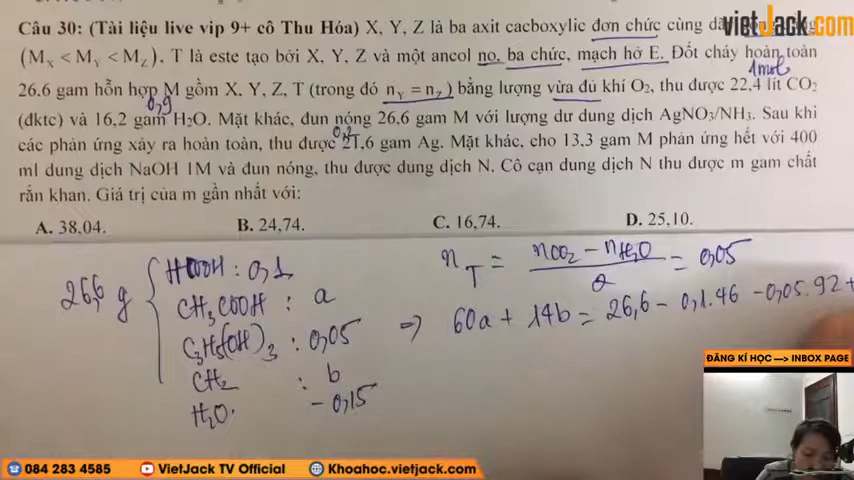 Câu 30: (Tài liệu live vip 9+ cô Thu Hóa) X, Y, Z là ba axit cacboxylic đơn chức cùng dã
vietJack.com
(Mx < MY < MZ), T là este tạo bởi X, Y, Z và một ancol no, ba chức, mạch hở E. Đốt cháy hoàn toàn
1mol
26,6 gam hỗn hợp M gồm X, Y, Z, T (trong đó nY = nZ) bằng lượng vừa đủ khí O2, thu được 22,4 lít CO2
0,9
(đktc) và 16,2 gam H2O. Mặt khác, đun nóng 26,6 gam M với lượng dư dung dịch AgNO3/NH3. Sau khi
0,2
các phản ứng xảy ra hoàn toàn, thu được 21,6 gam Ag. Mặt khác, cho 13,3 gam M phản ứng hết với 400
ml dung dịch NaOH 1M và đun nóng, thu được dung dịch N. Cô cạn dung dịch N thu được m gam chất
rắn khan. Giá trị của m gần nhất với:
A. 38,04. B. 24,74. C. 16,74. D. 25,10.
26,6 g
HCOOH : 0,1
CH3COOH : a
C3H5(OH)3 : 0,05
CH2 : b
H2O : -0,15
nT = (nCO2 - nH2O)/2 = 0,05
=> 60a + 14b = 26,6 - 0,1.46 - 0,05.92 +
ĐĂNG KÍ HỌC → INBOX PAGE
084 283 4585 VietJack TV Official Khoahoc.vietjack.com